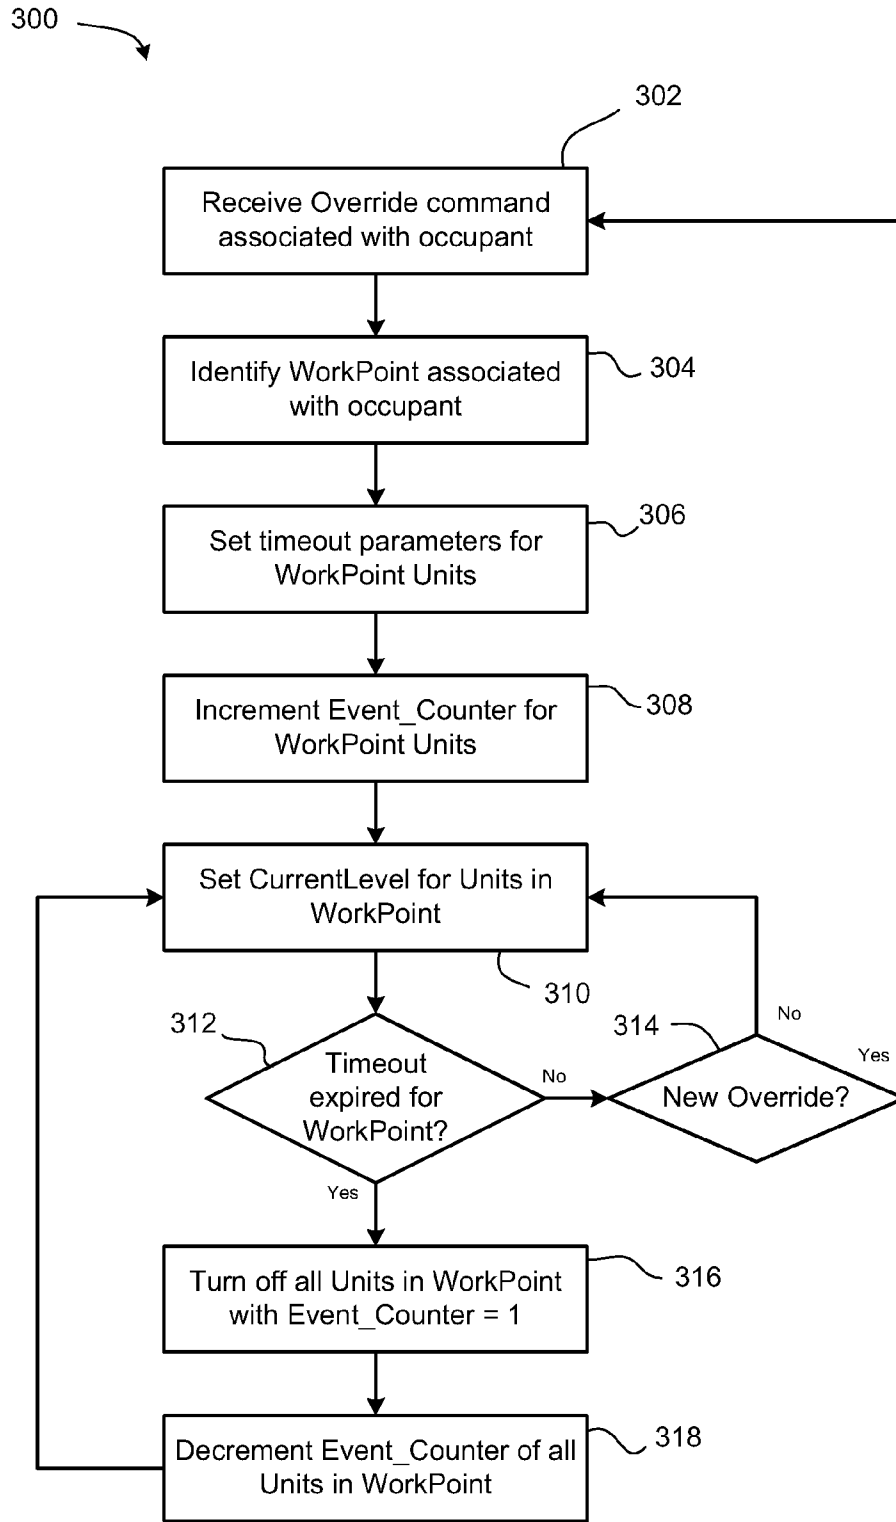 300
302
Receive Override command
associated with occupant
Identify WorkPoint associated
with occupant
304
Set timeout parameters for
WorkPoint Units
306
Increment Event_Counter for
WorkPoint Units
308
Set CurrentLevel for Units in
WorkPoint
310
312
Timeout
expired for
WorkPoint?
No
Yes
314
New Override?
No
Yes
Turn off all Units in WorkPoint
with Event_Counter = 1
316
Decrement Event_Counter of all
Units in WorkPoint
318